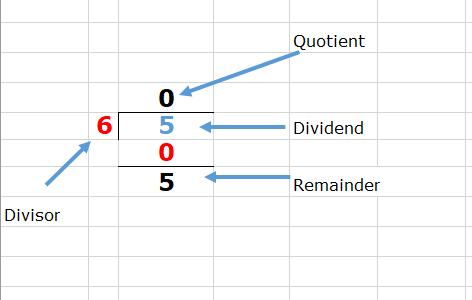 Quotient
0
6 5
Dividend
0
5
Remainder
Divisor